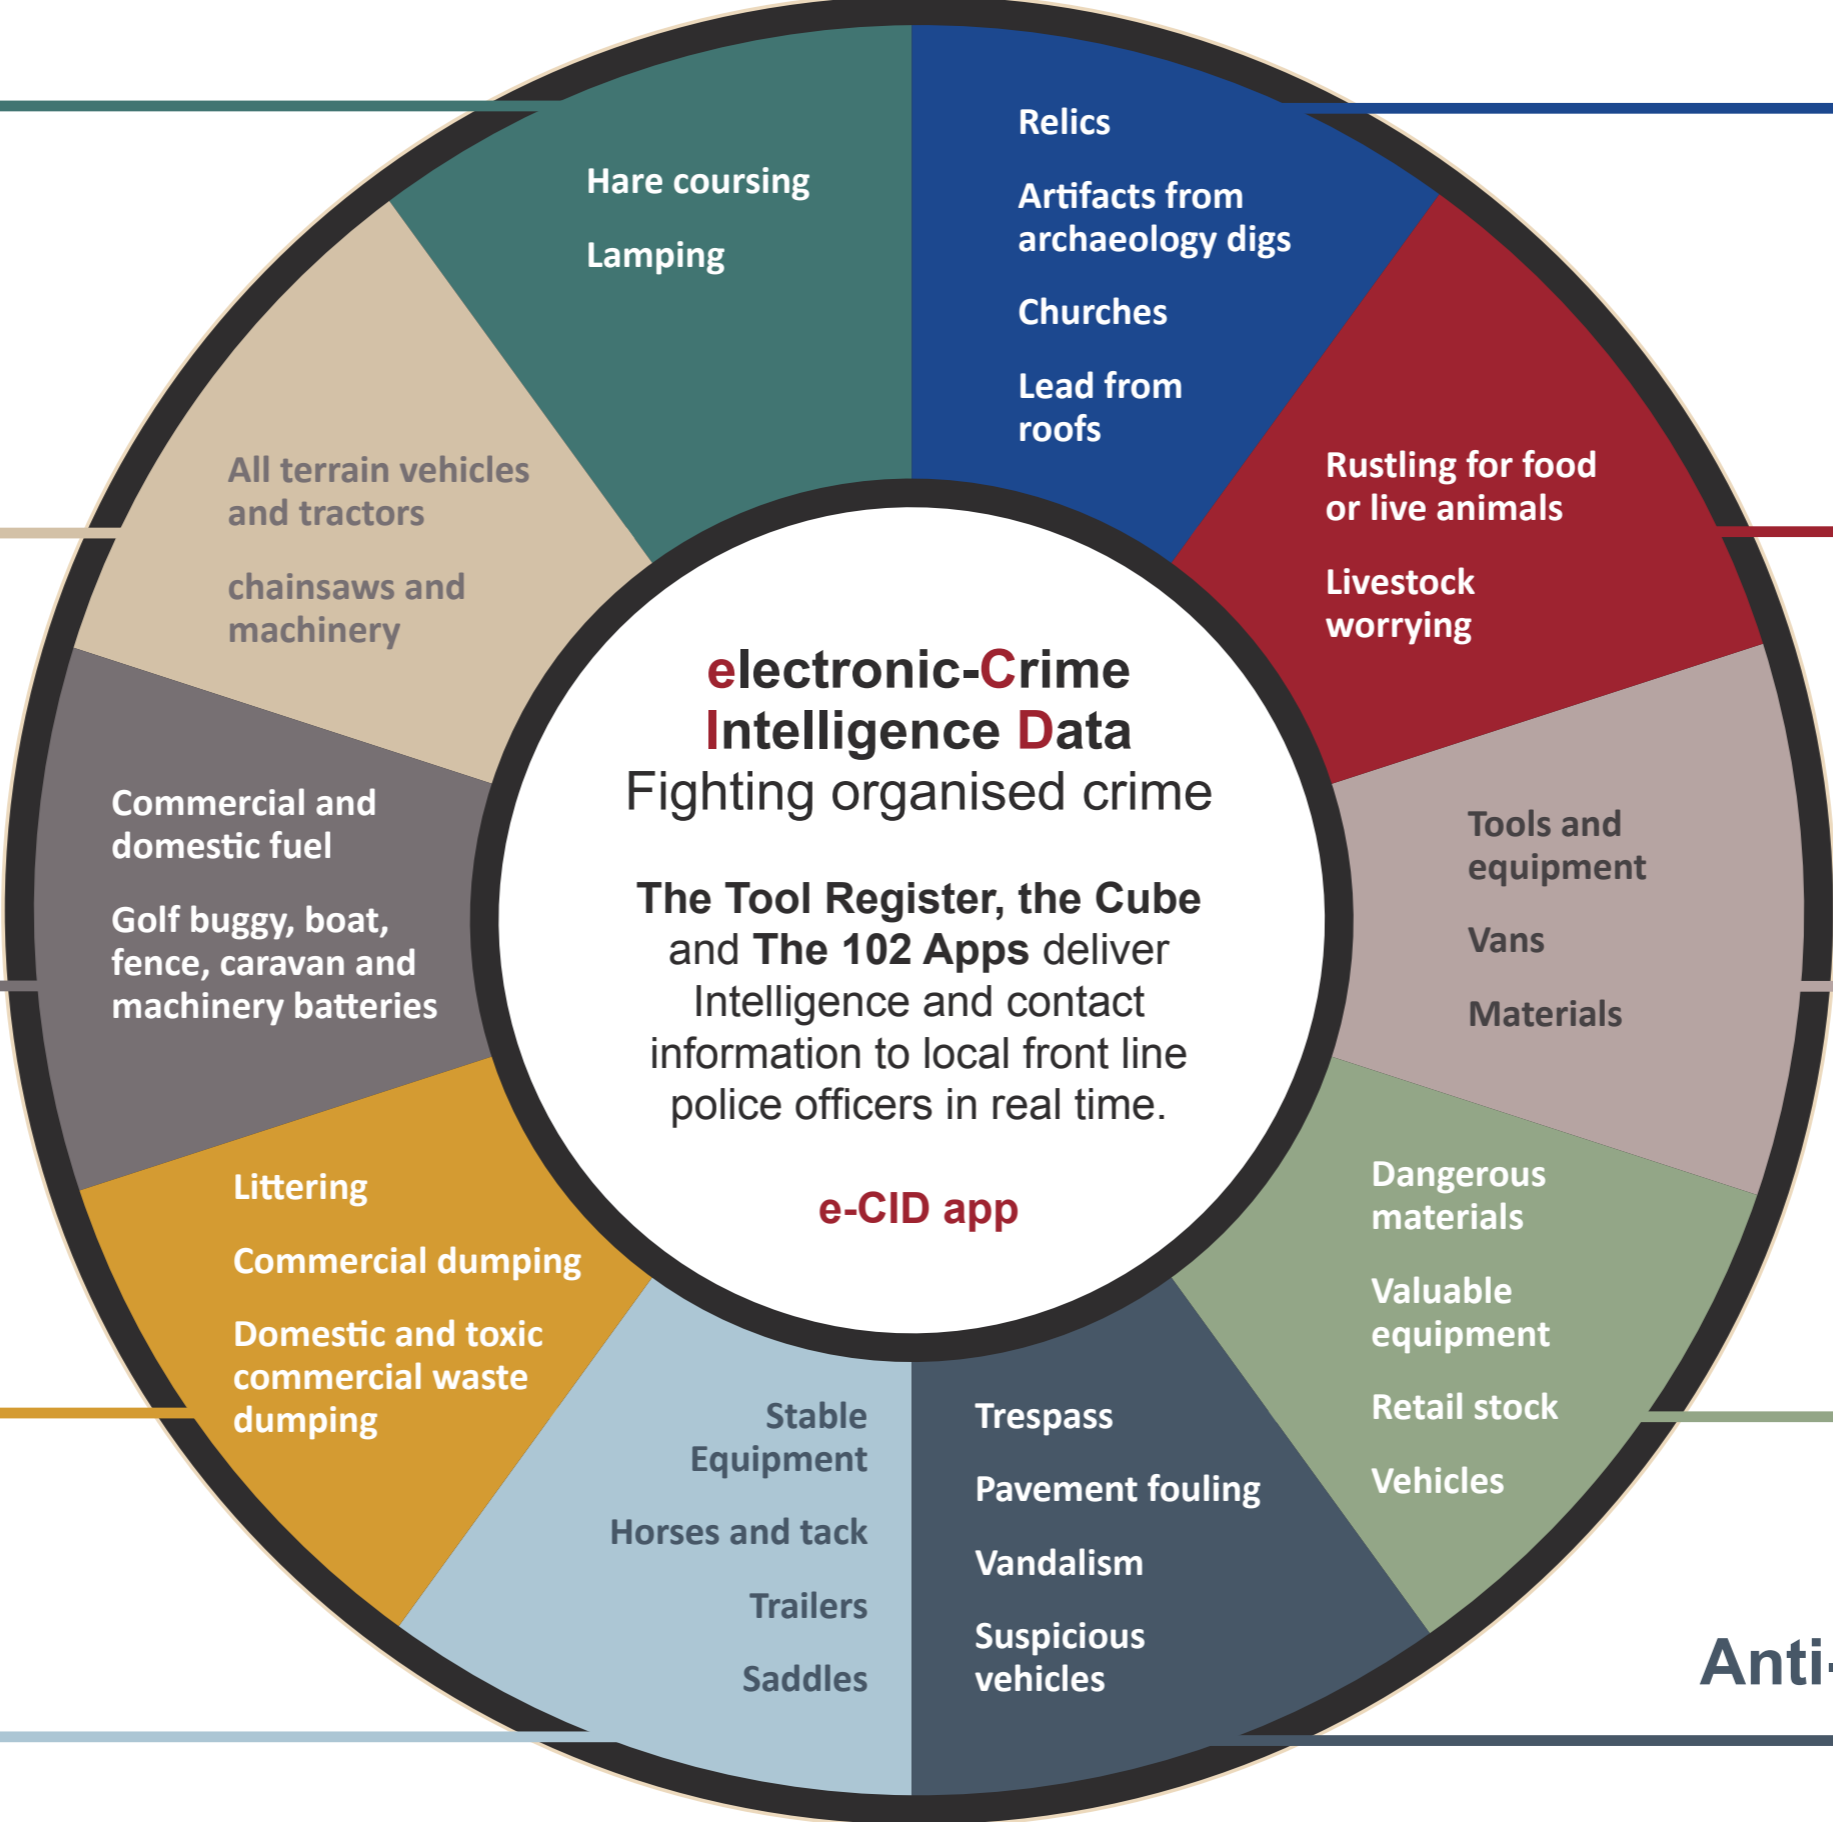 Hare coursing
Lamping
Relics
Artifacts from
archaeology digs
Churches
Lead from
roofs
Rustling for food
or live animals
Livestock
worrying
Tools and
equipment
Vans
Materials
Dangerous
materials
Valuable
equipment
Retail stock
Vehicles
Trespass
Pavement fouling
Vandalism
Suspicious
vehicles
Stable
Equipment
Horses and tack
Trailers
Saddles
Littering
Commercial dumping
Domestic and toxic
commercial waste
dumping
Commercial and
domestic fuel
Golf buggy, boat,
fence, caravan and
machinery batteries
All terrain vehicles
and tractors
chainsaws and
machinery
electronic-Crime
Intelligence Data
Fighting organised crime
The Tool Register, the Cube
and The 102 Apps deliver
Intelligence and contact
information to local front line
police officers in real time.
e-CID app
Anti-